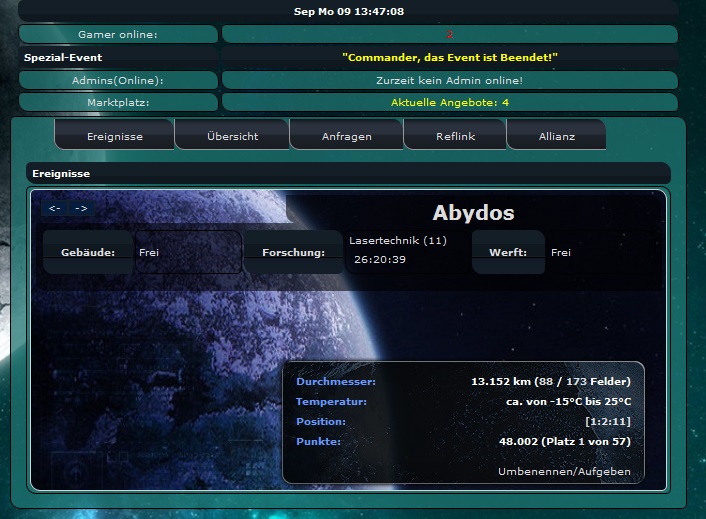 Sep Mo 09 13:47:08
Gamer online: 2
Spezial-Event "Commander, das Event ist Beendet!"
Admins(Online): Zurzeit kein Admin online!
Marktplatz: Aktuelle Angebote: 4
Ereignisse Übersicht Anfragen Reflink Allianz
Ereignisse
<- ->
Abydos
Gebäude: Frei Forschung: Lasertechnik (11) Werft: Frei
26:20:39
Durchmesser: 13.152 km (88 / 173 Felder)
Temperatur: ca. von -15°C bis 25°C
Position: [1:2:11]
Punkte: 48.002 (Platz 1 von 57)
Umbenennen/Aufgeben